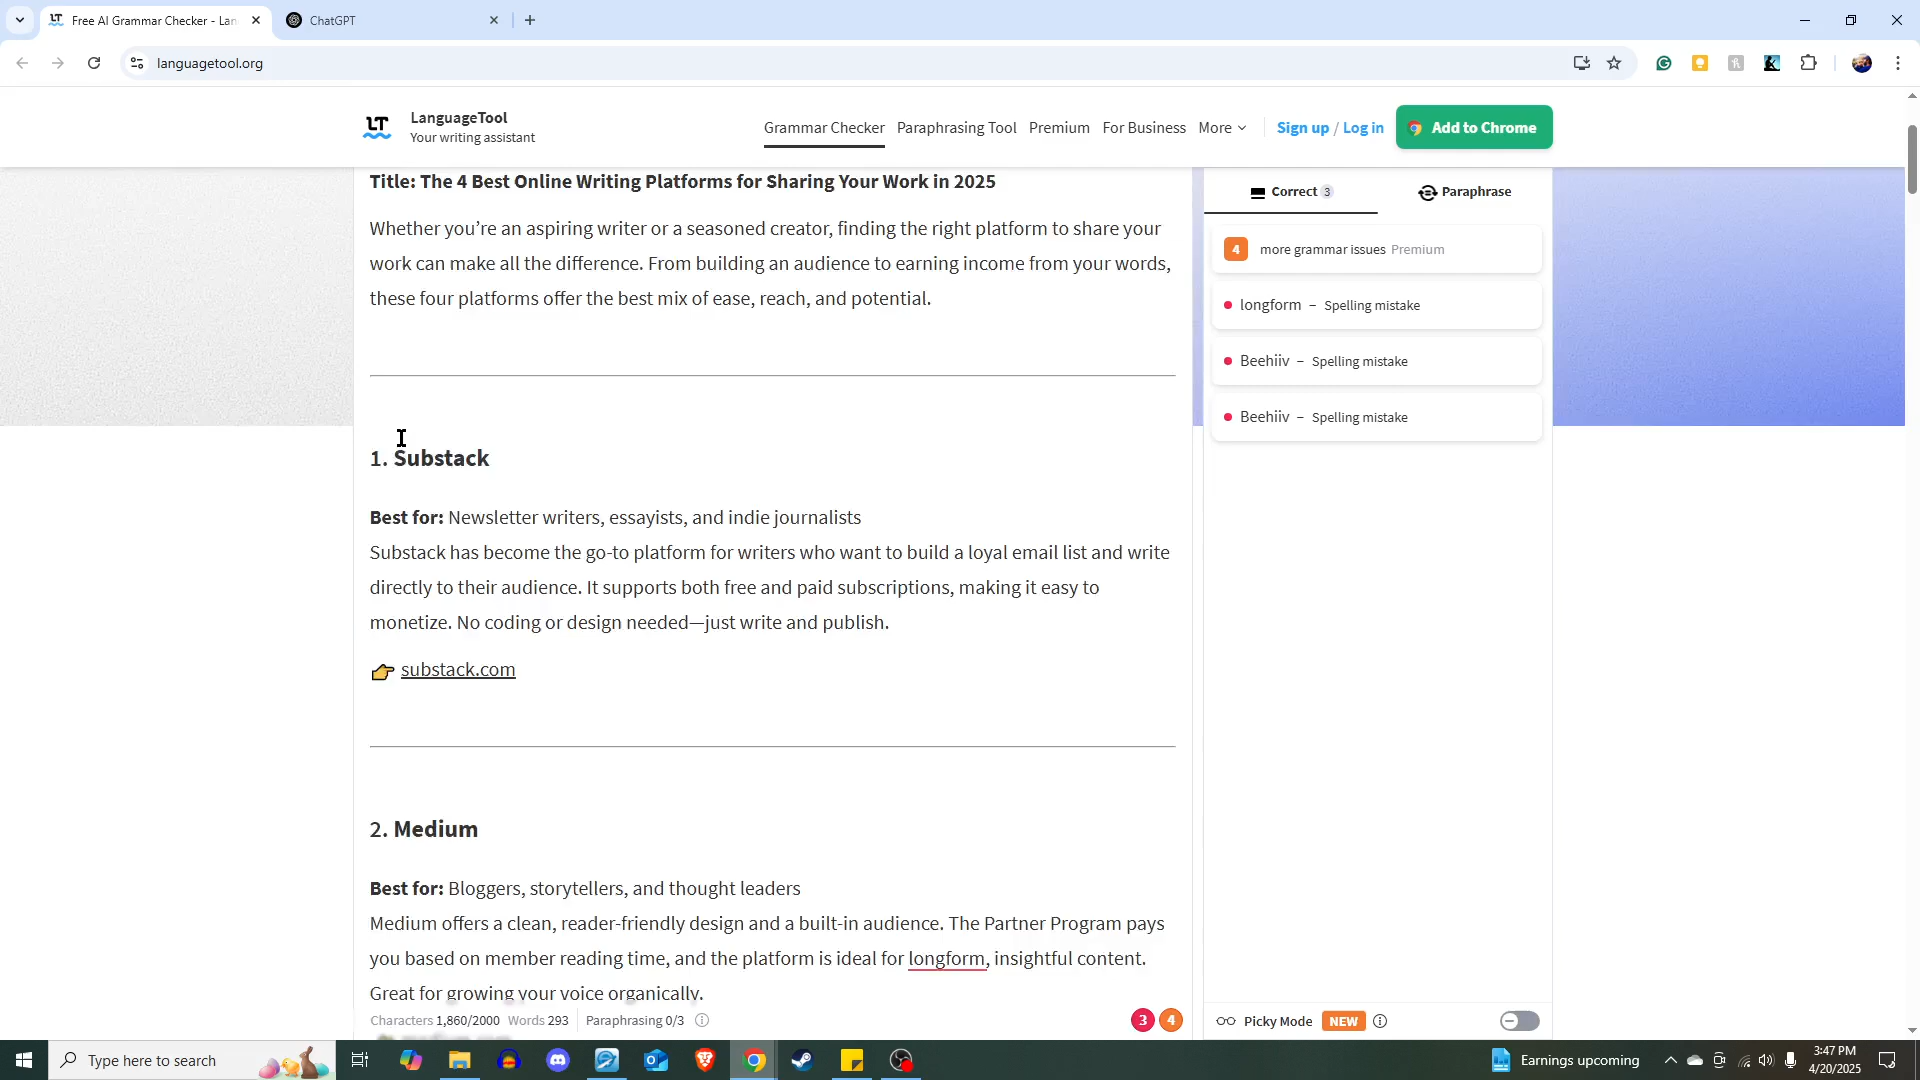 Free AI Grammar Checker - Lan
ChatGPT
languagetool.org
LT
LanguageTool
Your writing assistant
Grammar Checker
Paraphrasing Tool
Premium
For Business
More
Sign up / Log in
Add to Chrome
Title: The 4 Best Online Writing Platforms for Sharing Your Work in 2025
Whether you’re an aspiring writer or a seasoned creator, finding the right platform to share your
work can make all the difference. From building an audience to earning income from your words,
these four platforms offer the best mix of ease, reach, and potential.
1. Substack
Best for: Newsletter writers, essayists, and indie journalists
Substack has become the go-to platform for writers who want to build a loyal email list and write
directly to their audience. It supports both free and paid subscriptions, making it easy to
monetize. No coding or design needed—just write and publish.
👉 substack.com
2. Medium
Best for: Bloggers, storytellers, and thought leaders
Medium offers a clean, reader-friendly design and a built-in audience. The Partner Program pays
you based on member reading time, and the platform is ideal for longform, insightful content.
Great for growing your voice organically.
Characters 1,860/2000 Words 293 Paraphrasing 0/3
3 4
Correct 3
Paraphrase
4 more grammar issues Premium
longform – Spelling mistake
Beehiiv – Spelling mistake
Beehiiv – Spelling mistake
Picky Mode NEW
Type here to search
Earnings upcoming
3:47 PM
4/20/2025